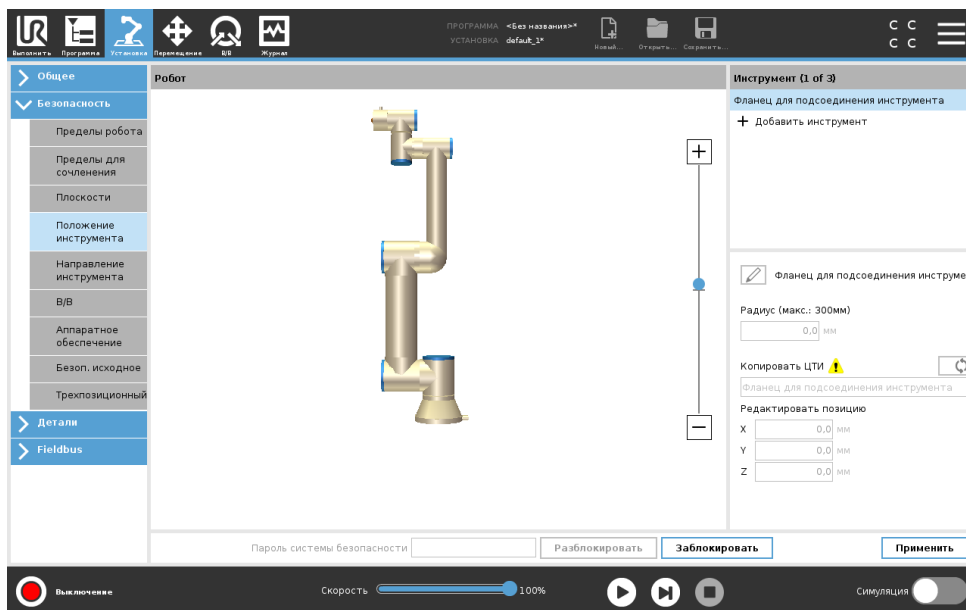 UR
ПРОГРАММА <Без названия>*
УСТАНОВКА default_1*
C C
C C
Выполнить Программа Установка Перемещение В/В Журнал
Новый... Открыть... Сохранить...
Общее
Безопасность
Пределы робота
Пределы для
сочленения
Плоскости
Положение
инструмента
Направление
инструмента
В/В
Аппаратное
обеспечение
Безоп. исходное
Трехпозиционный
Детали
Fieldbus
Робот
Инструмент (1 of 3)
Фланец для подсоединения инструмента
Добавить инструмент
Фланец для подсоединения инструме
Радиус (макс.: 300мм)
0,0 мм
Копировать ЦТИ
Фланец для подсоединения инструмента
Редактировать позицию
X 0,0 мм
Y 0,0 мм
Z 0,0 мм
Пароль системы безопасности Разблокировать Заблокировать Применить
Выключение Скорость 100% Симуляция